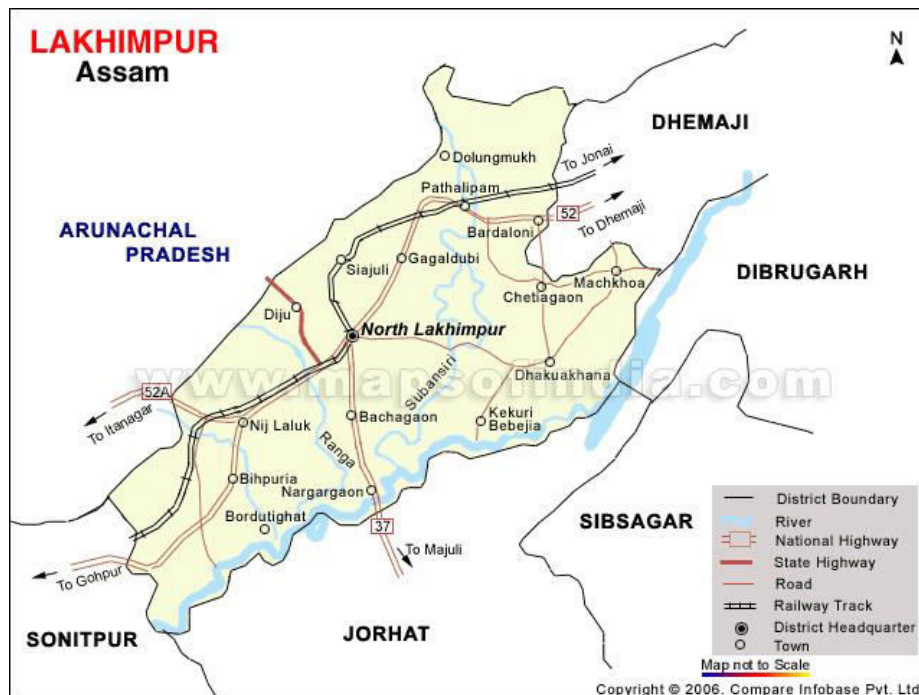 LAKHIMPUR
Assam
N
DHEMAJI
Dolungmukh
To Jonai
Pathalipam
52
To Dhemaji
Bardaloni
ARUNACHAL
PRADESH
Siajuli
Gagaldubi
Machkhoa
DIBRUGARH
Chetiagaon
Diju
North Lakhimpur
www.mapsofindia.com
Dhakuakhana
Subansiri
52A
To Itanagar
Nij Laluk
Bachagaon
Kekuri
Bebejia
Ranga
Bihpuria
Nargargaon
Bordutighat
37
To Majuli
To Gohpur
SIBSAGAR
SONITPUR
JORHAT
District Boundary
River
National Highway
State Highway
Road
Railway Track
District Headquarter
Town
Map not to Scale
Copyright © 2006. Compare Infobase Pvt. Ltd